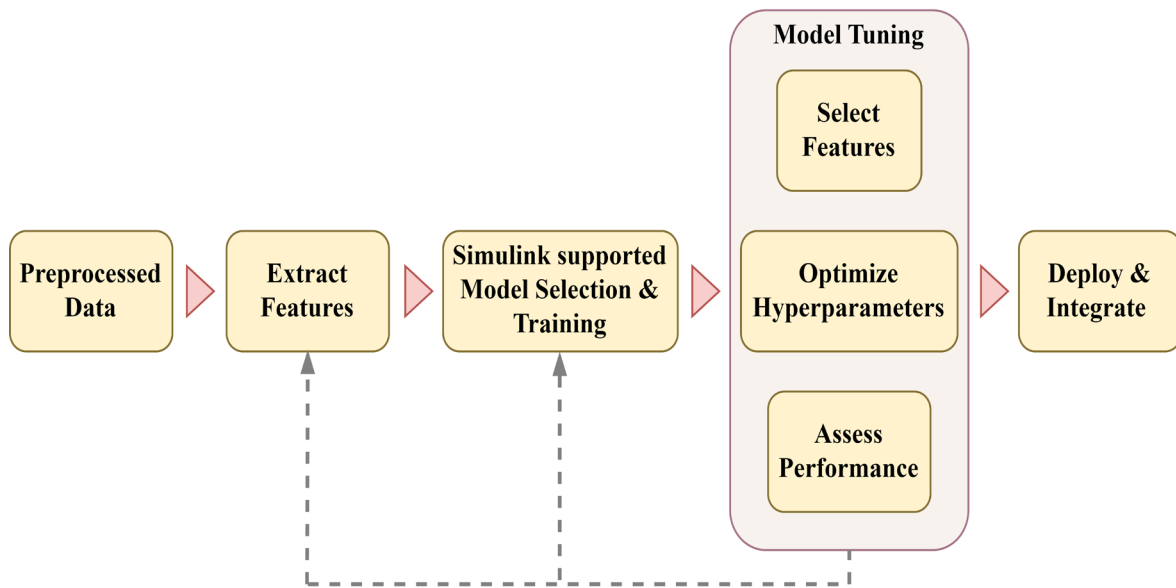 Preprocessed
Data
Extract
Features
Simulink supported
Model Selection &
Training
Model Tuning
Select
Features
Optimize
Hyperparameters
Assess
Performance
Deploy &
Integrate